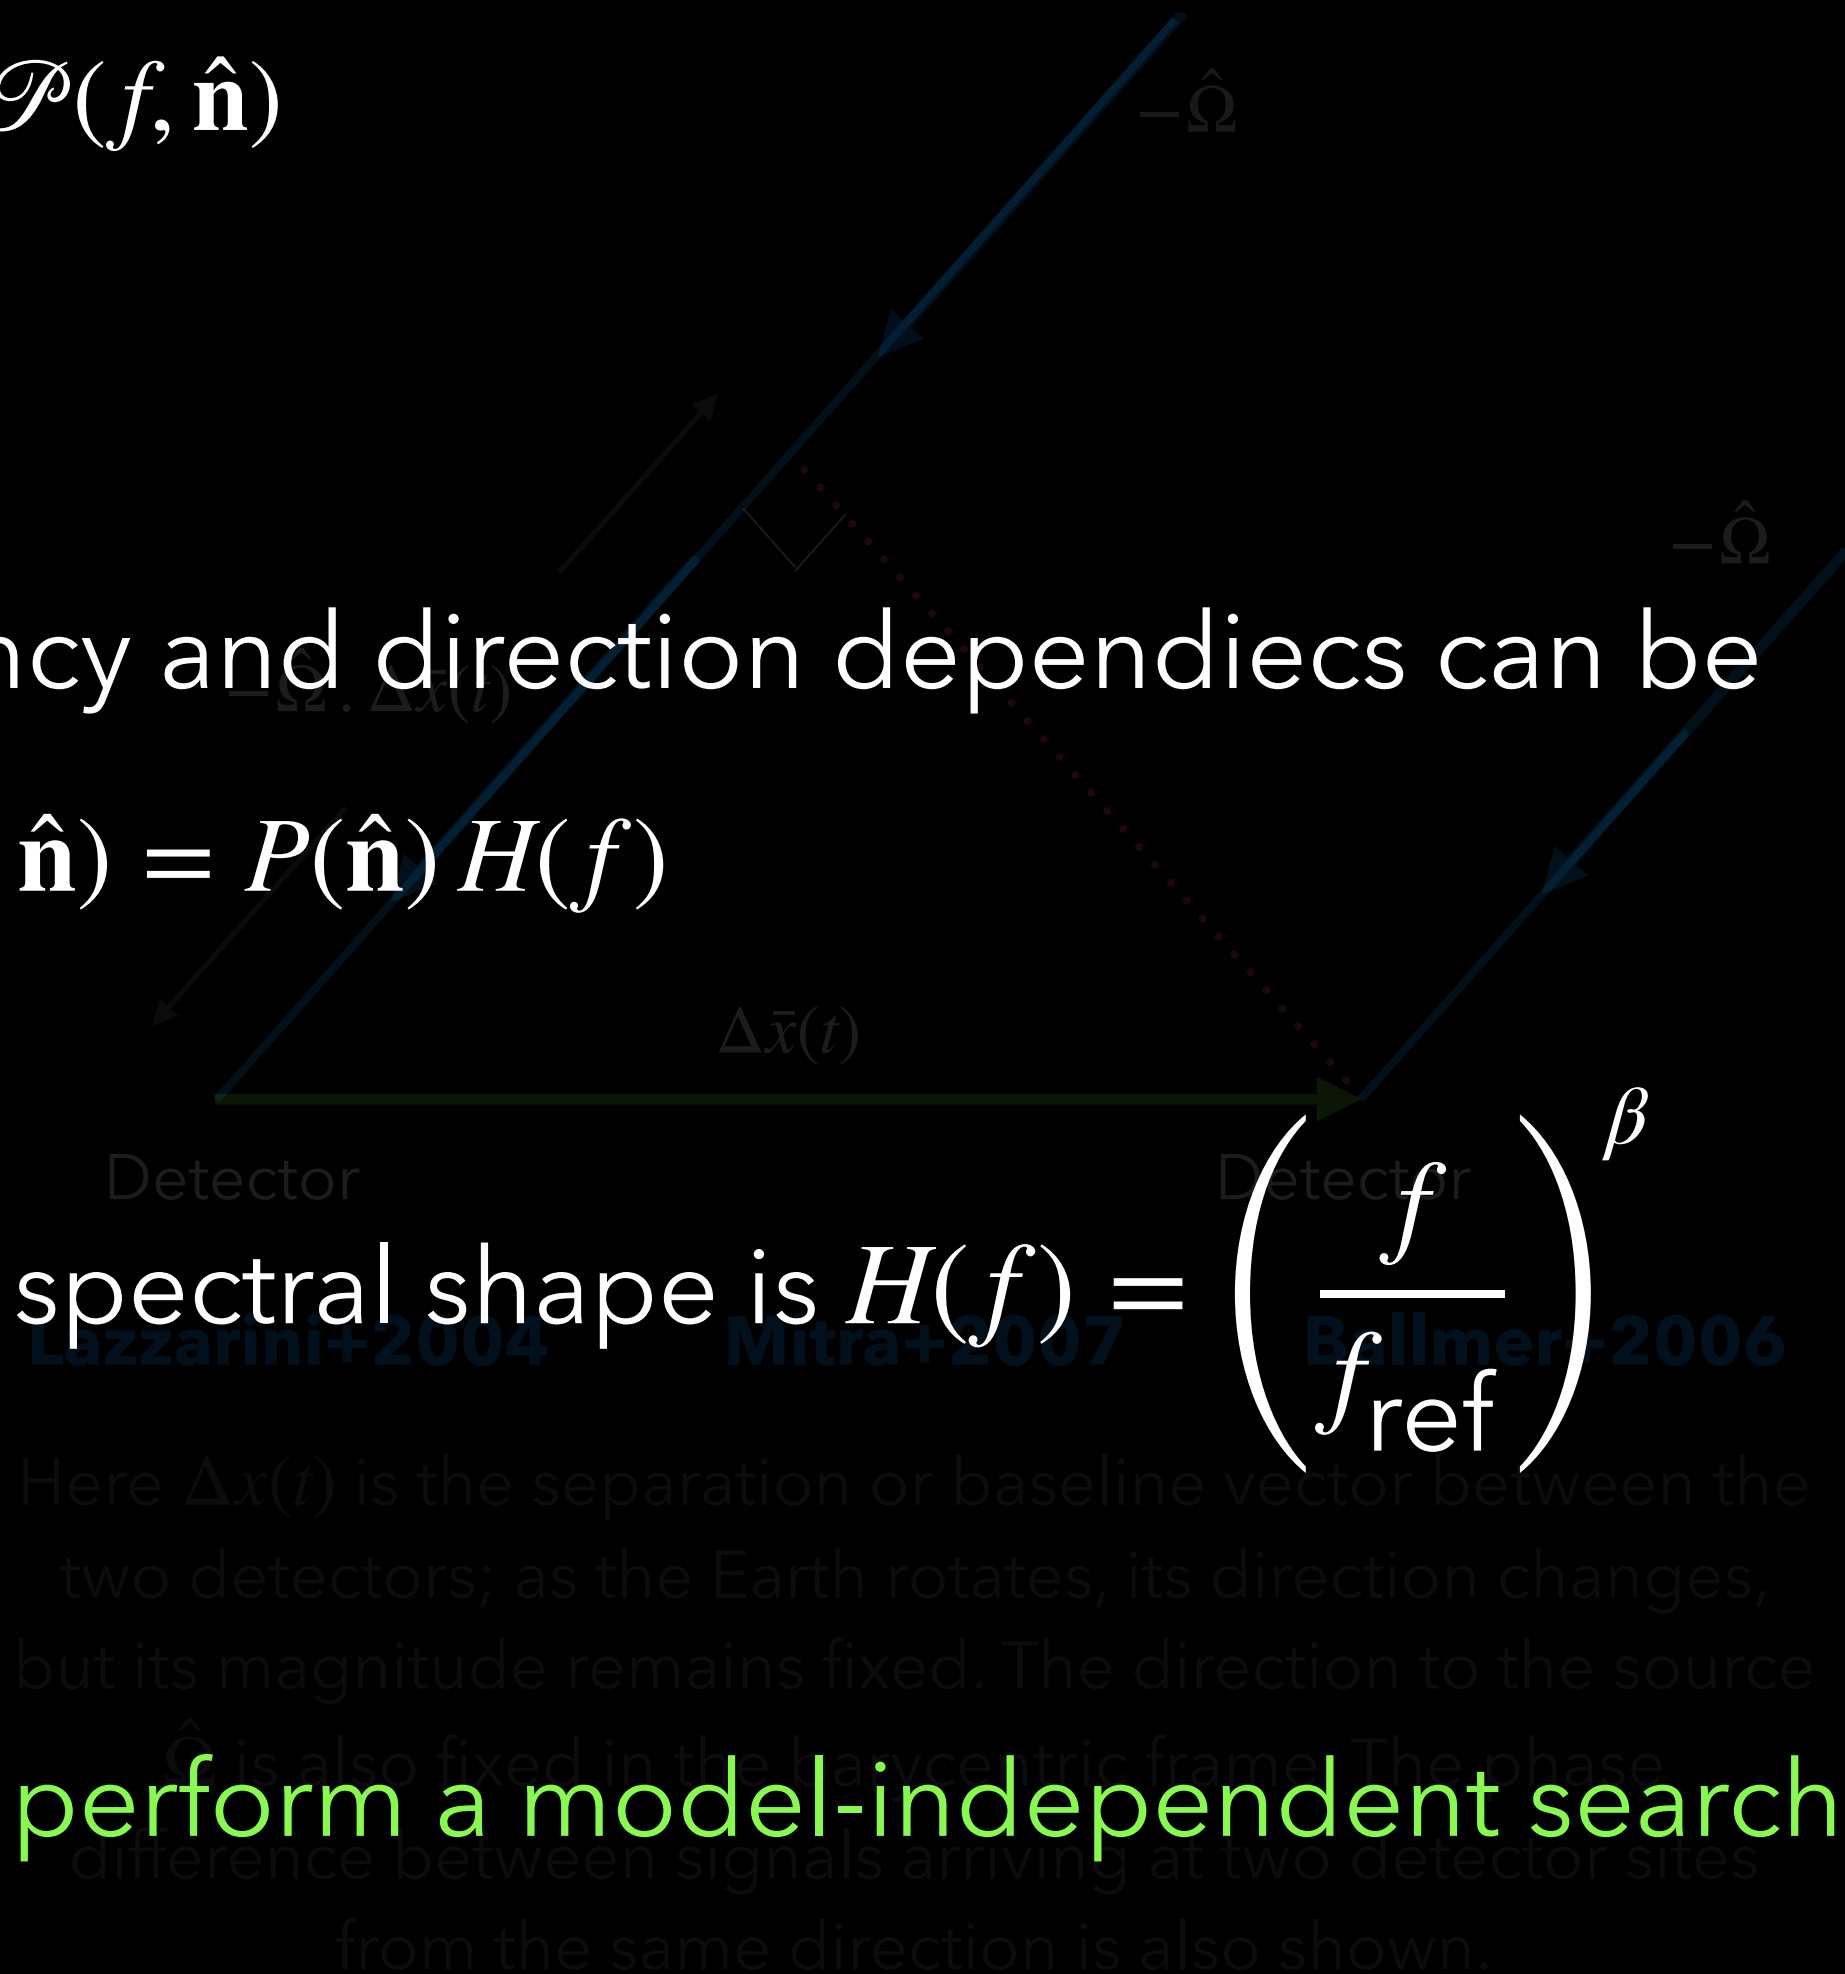 𝒫(f, n̂)
−Ω̂
−Ω̂
ncy and direction dependiecs can be
−Ω̂ . Δx̄(t)
n̂) = P(n̂) H(f)
Δx̄(t)
Detector Detector
spectral shape is H(f) = (f / f_ref)^β
Lazzarini+2004 Mitra+2007 Ballmer+2006
Here Δx(t) is the separation or baseline vector between the
two detectors; as the Earth rotates, its direction changes,
but its magnitude remains fixed. The direction to the source
Ω̂ is also fixed in the barycentric frame. The phase
perform a model-independent search
difference between signals arriving at two detector sites
from the same direction is also shown.